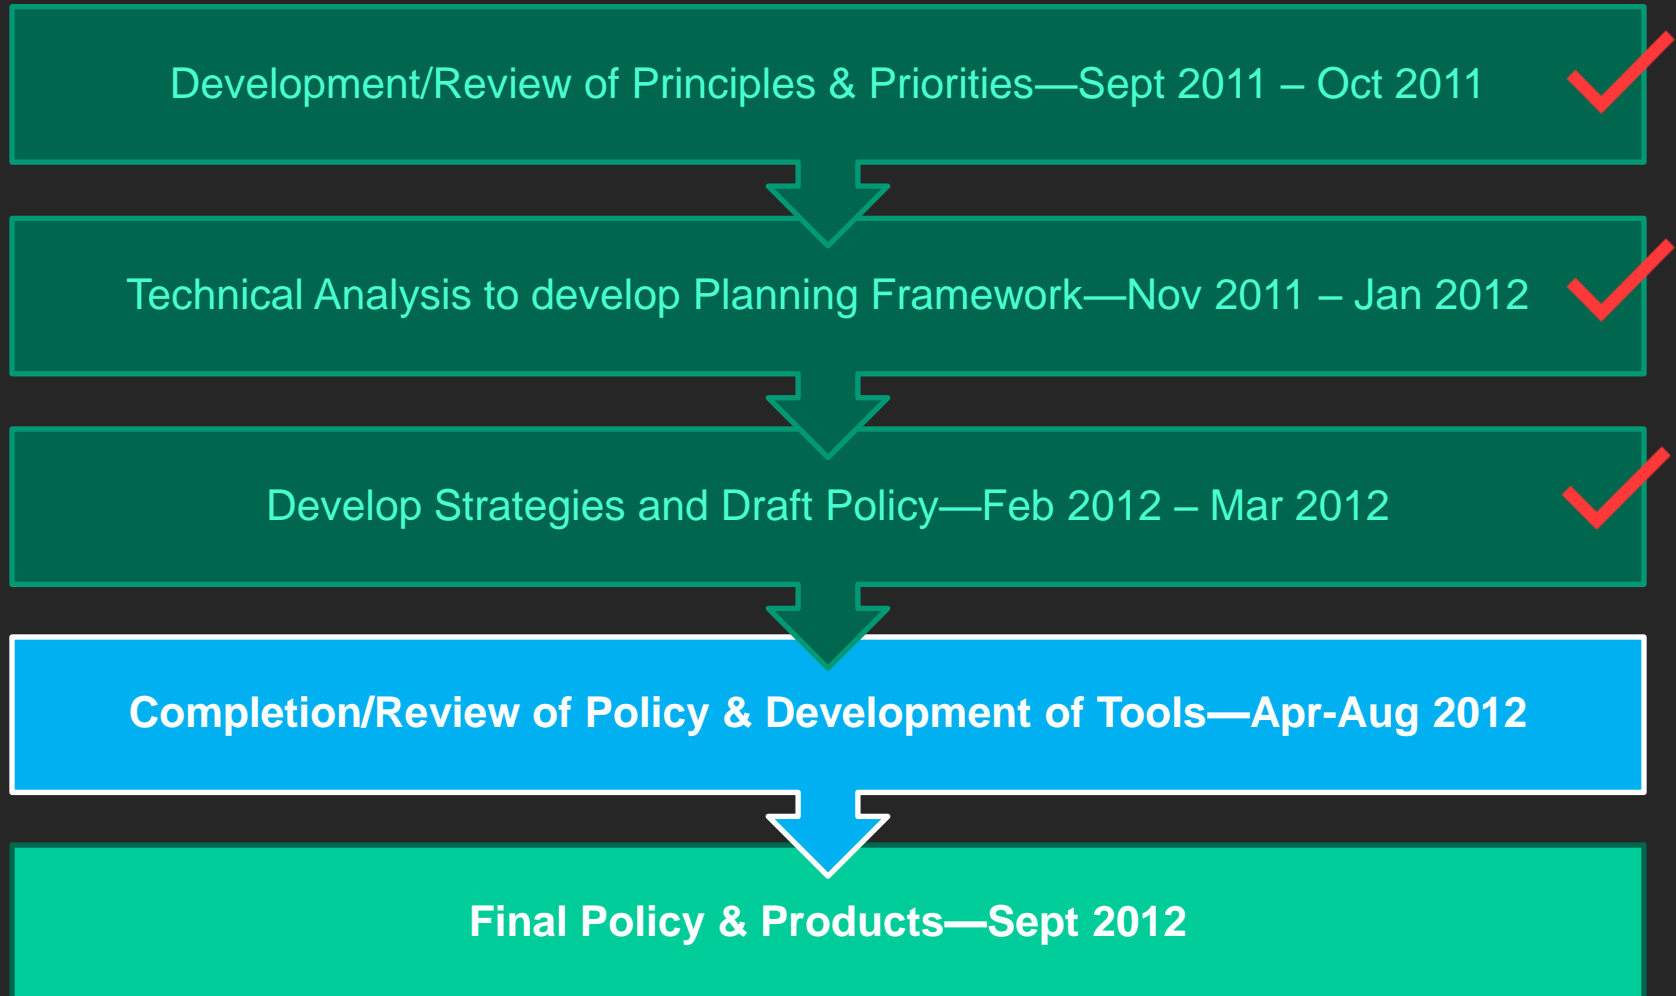 Development/Review of Principles & Priorities—Sept 2011 – Oct 2011
Technical Analysis to develop Planning Framework—Nov 2011 – Jan 2012
Develop Strategies and Draft Policy—Feb 2012 – Mar 2012
Completion/Review of Policy & Development of Tools—Apr-Aug 2012
Final Policy & Products—Sept 2012